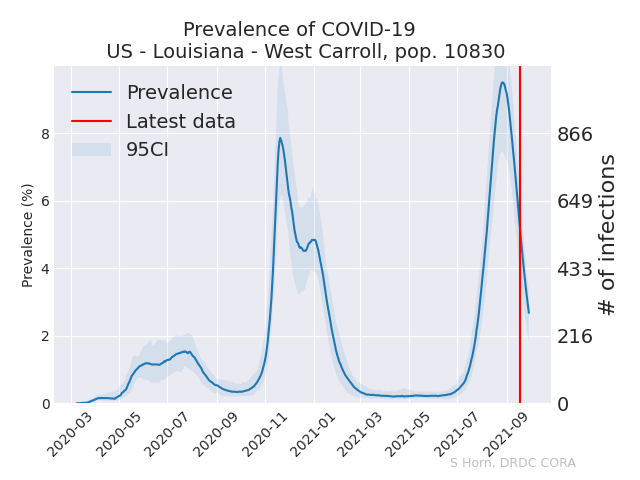 Prevalence of COVID-19
US - Louisiana - West Carroll, pop. 10830
Prevalence
Latest data
95CI
Prevalence (%)
8
6
4
2
0
866
649
433
216
0
# of infections
2020-03
2020-05
2020-07
2020-09
2020-11
2021-01
2021-03
2021-05
2021-07
2021-09
S Horn, DRDC CORA